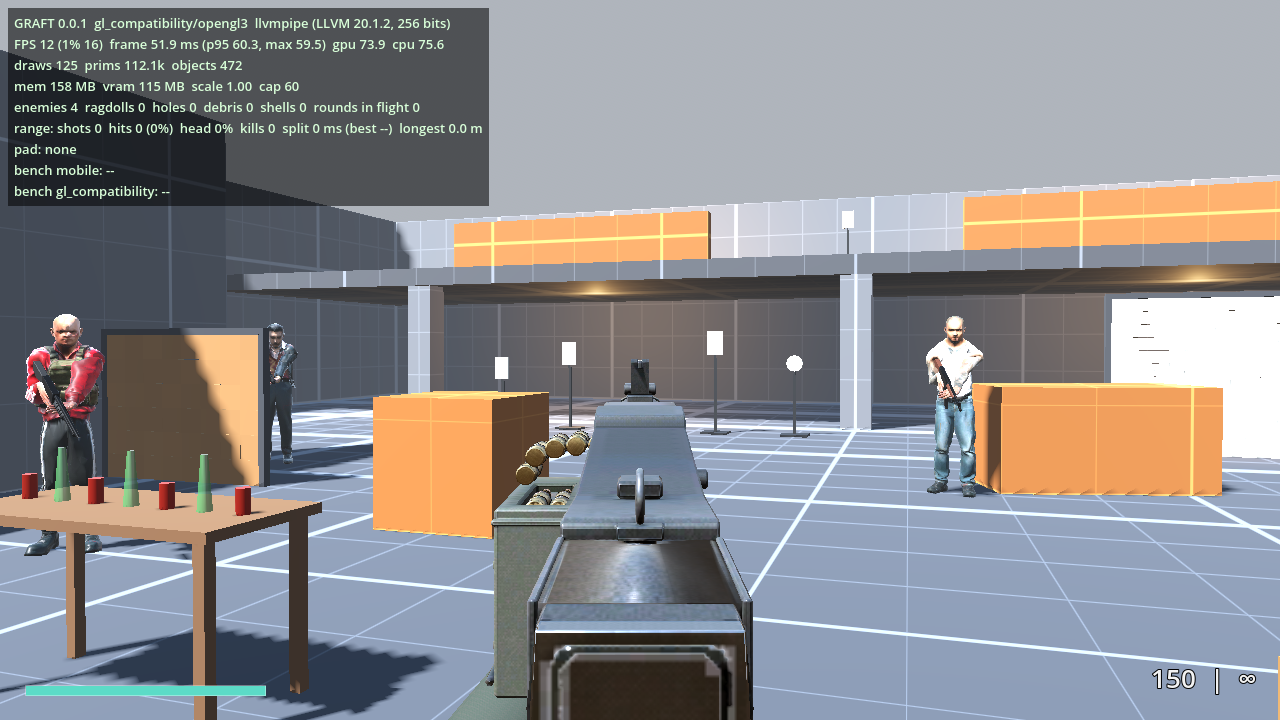 GRAFT 0.0.1 gl_compatibility/opengl3 llvmpipe (LLVM 20.1.2, 256 bits)
FPS 12 (1% 16) frame 51.9 ms (p95 60.3, max 59.5) gpu 73.9 cpu 75.6
draws 125 prims 112.1k objects 472
mem 158 MB vram 115 MB scale 1.00 cap 60
enemies 4 ragdolls 0 holes 0 debris 0 shells 0 rounds in flight 0
range: shots 0 hits 0 (0%) head 0% kills 0 split 0 ms (best --) longest 0.0 m
pad: none
bench mobile: --
bench gl_compatibility: --
150 | ∞